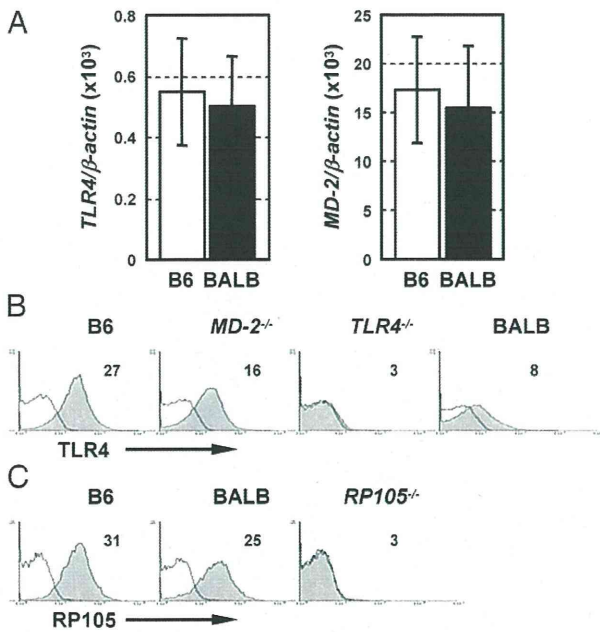 A
TLR4/β-actin (x10³)
0.8
0.6
0.4
0.2
0
B6 BALB
MD-2/β-actin (x10³)
25
20
15
10
5
0
B6 BALB
B
B6 MD-2-/- TLR4-/- BALB
27 16 3 8
TLR4
C
B6 BALB RP105-/-
31 25 3
RP105